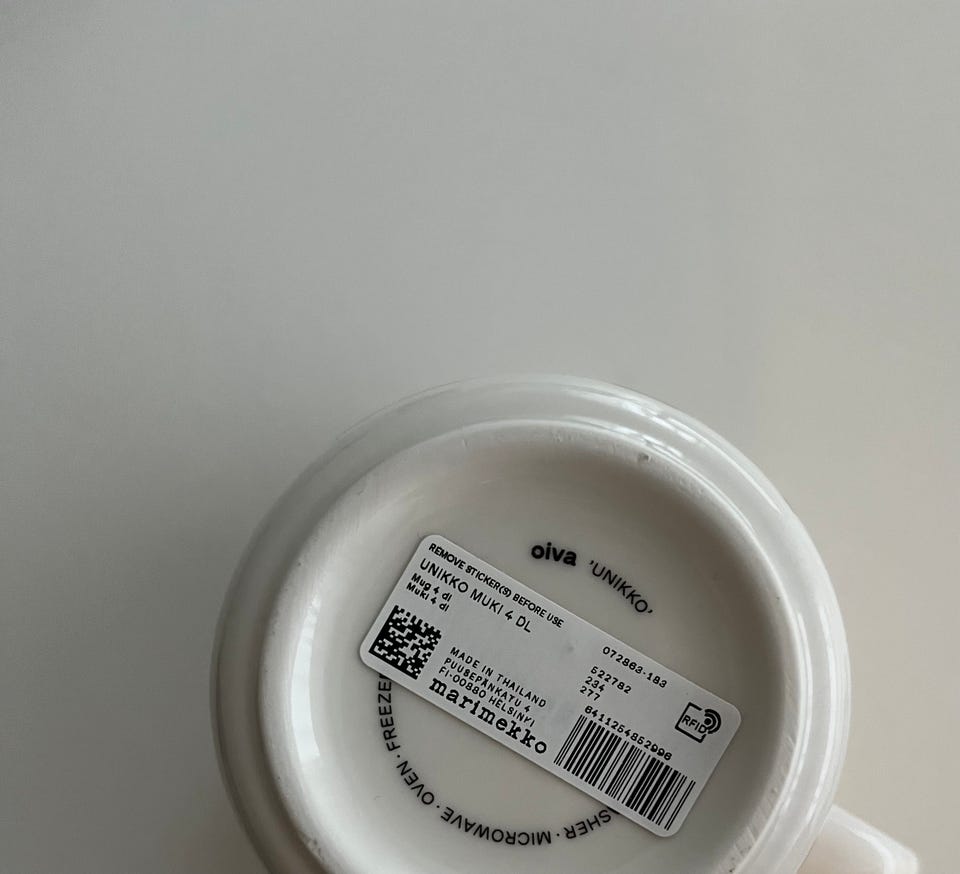 oiva 'UNIKKO'
REMOVE STICKER(S) BEFORE USE
UNIKKO MUKI 4 DL
Mug 4 dl
Muki 4 dl
MADE IN THAILAND
PUUSEPÄNKATU 4
FI-00880 HELSINKI
marimekko
072863-183
522782
234
277
6411254852996
RFID
SHER · MICROWAVE · OVEN · FREEZER